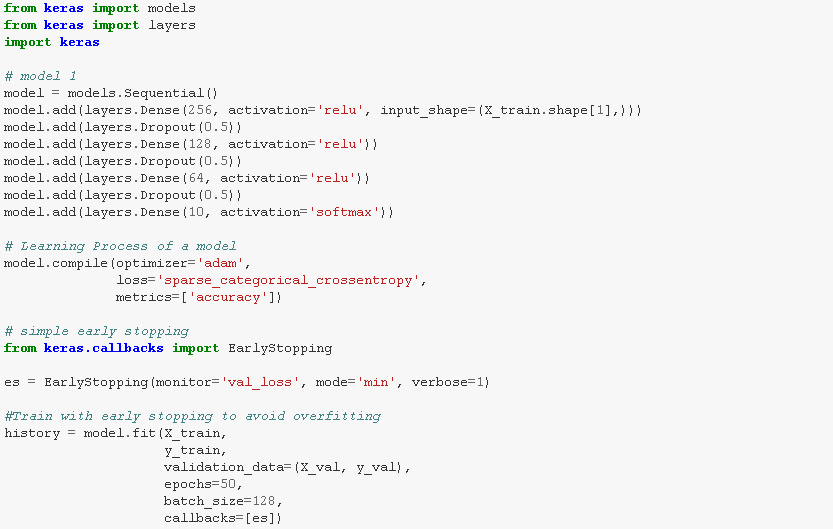 from keras import models
from keras import layers
import keras

# model 1
model = models.Sequential()
model.add(layers.Dense(256, activation='relu', input_shape=(X_train.shape[1],)))
model.add(layers.Dropout(0.5))
model.add(layers.Dense(128, activation='relu'))
model.add(layers.Dropout(0.5))
model.add(layers.Dense(64, activation='relu'))
model.add(layers.Dropout(0.5))
model.add(layers.Dense(10, activation='softmax'))

# Learning Process of a model
model.compile(optimizer='adam',
              loss='sparse_categorical_crossentropy',
              metrics=['accuracy'])

# simple early stopping
from keras.callbacks import EarlyStopping

es = EarlyStopping(monitor='val_loss', mode='min', verbose=1)

#Train with early stopping to avoid overfitting
history = model.fit(X_train,
                    y_train,
                    validation_data=(X_val, y_val),
                    epochs=50,
                    batch_size=128,
                    callbacks=[es])